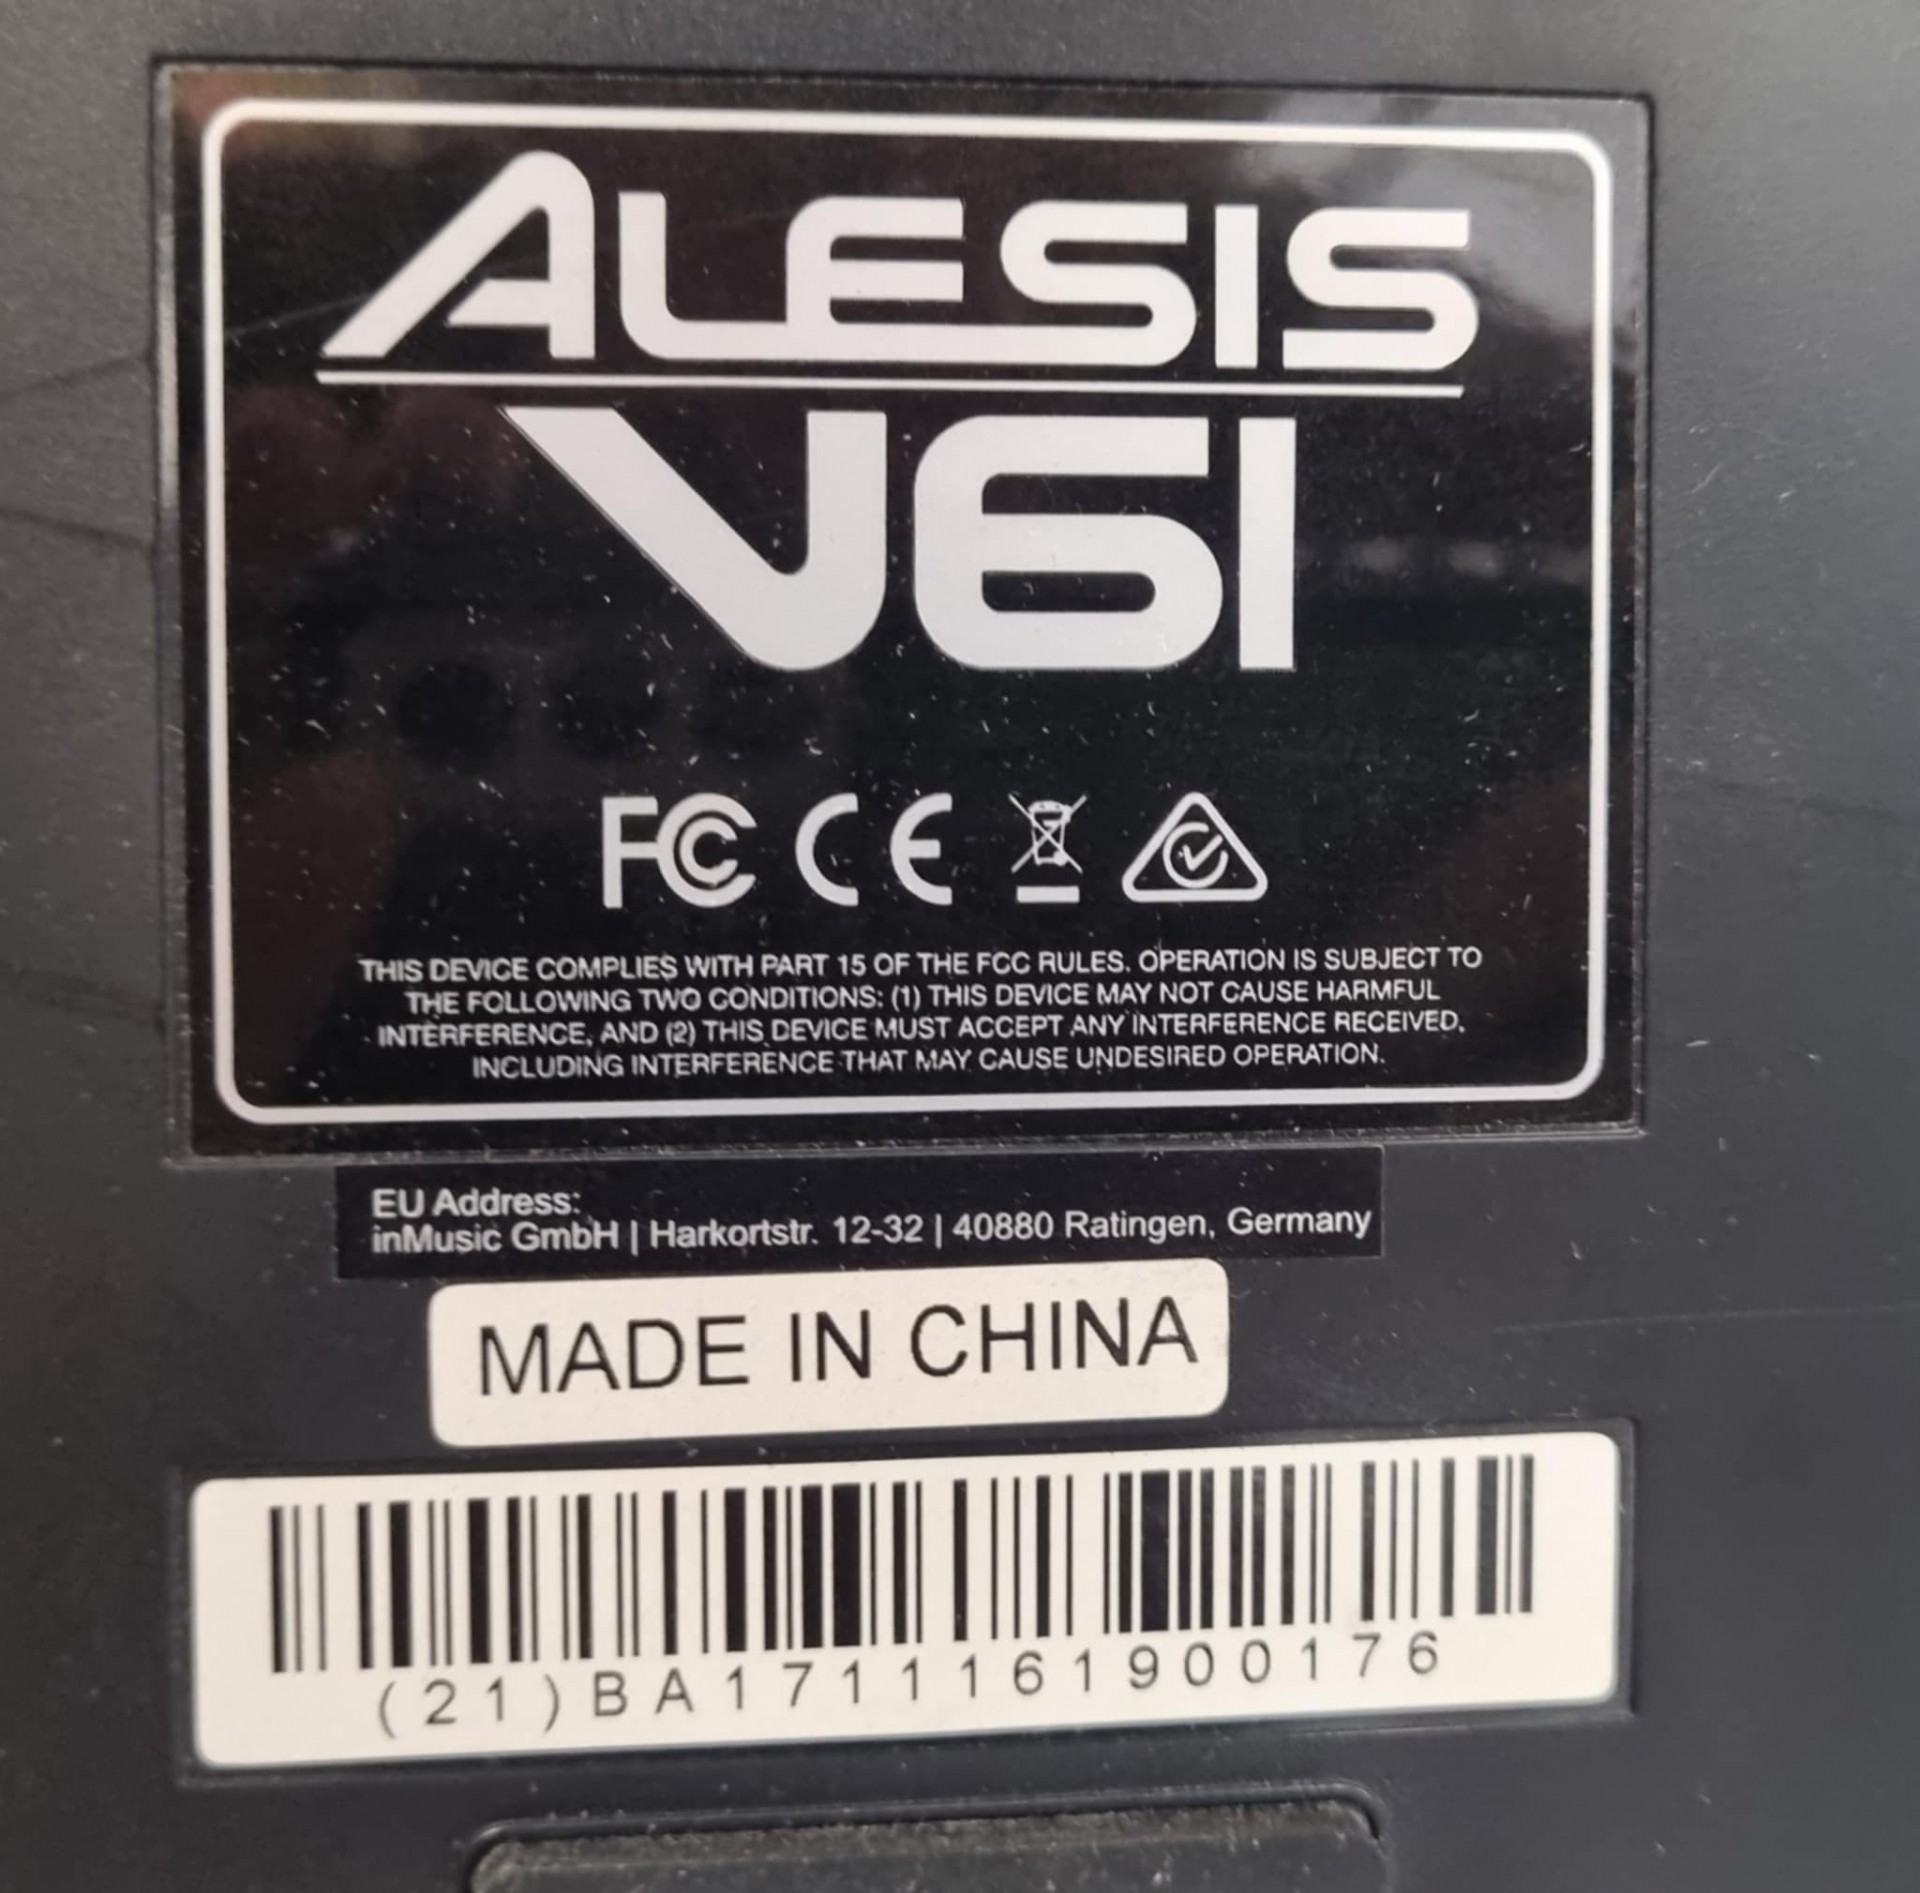 ALESIS
V61
FC CE
THIS DEVICE COMPLIES WITH PART 15 OF THE FCC RULES. OPERATION IS SUBJECT TO
THE FOLLOWING TWO CONDITIONS: (1) THIS DEVICE MAY NOT CAUSE HARMFUL
INTERFERENCE, AND (2) THIS DEVICE MUST ACCEPT ANY INTERFERENCE RECEIVED,
INCLUDING INTERFERENCE THAT MAY CAUSE UNDESIRED OPERATION.
EU Address:
inMusic GmbH | Harkortstr. 12-32 | 40880 Ratingen, Germany
MADE IN CHINA
(21)BA1711161900176